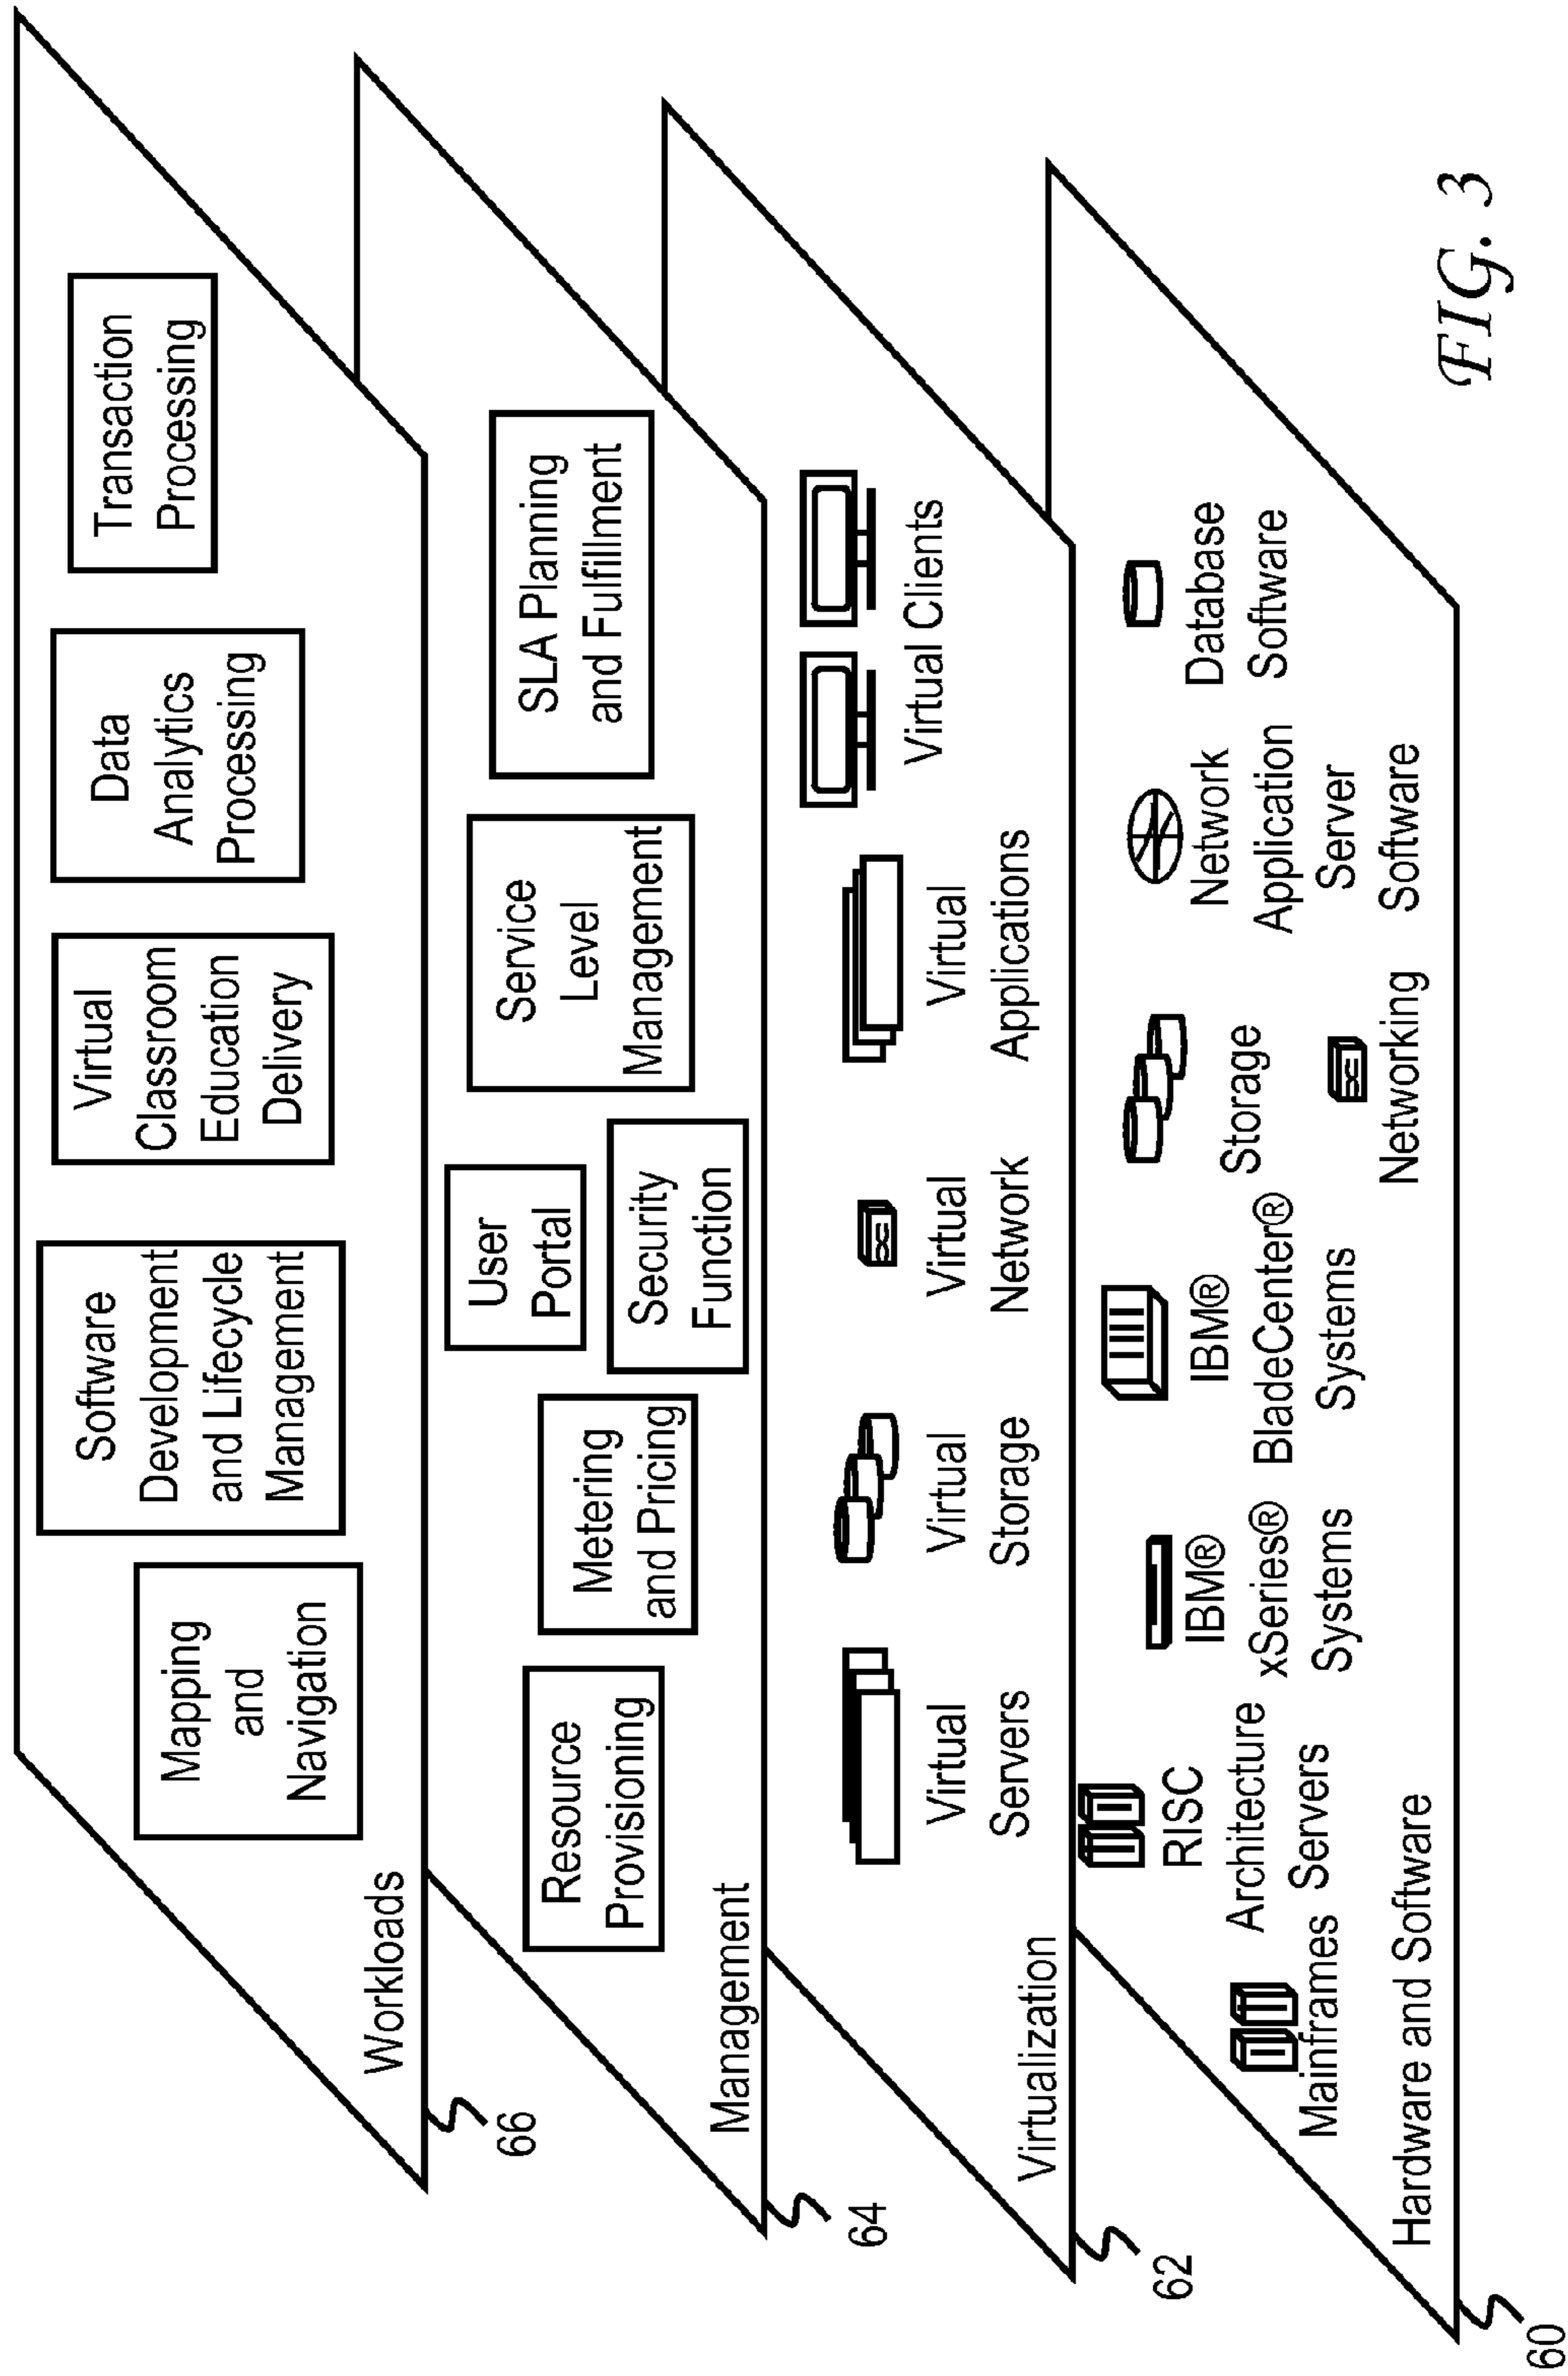 Mapping
and
Navigation
Software
Development
and Lifecycle
Management
Virtual
Classroom
Education
Delivery
Data
Analytics
Processing
Transaction
Processing
Workloads
66
Resource
Provisioning
Metering
and Pricing
User
Portal
Security
Function
Service
Level
Management
SLA Planning
and Fulfillment
Management
64
Virtual
Servers
Virtual
Storage
Virtual
Network
Virtual
Applications
Virtual Clients
Virtualization
62
Mainframes
RISC
Architecture
Servers
IBM®
xSeries®
Systems
IBM®
BladeCenter®
Systems
Storage
Networking
Network
Application
Server
Software
Database
Software
Hardware and Software
60
FIG. 3